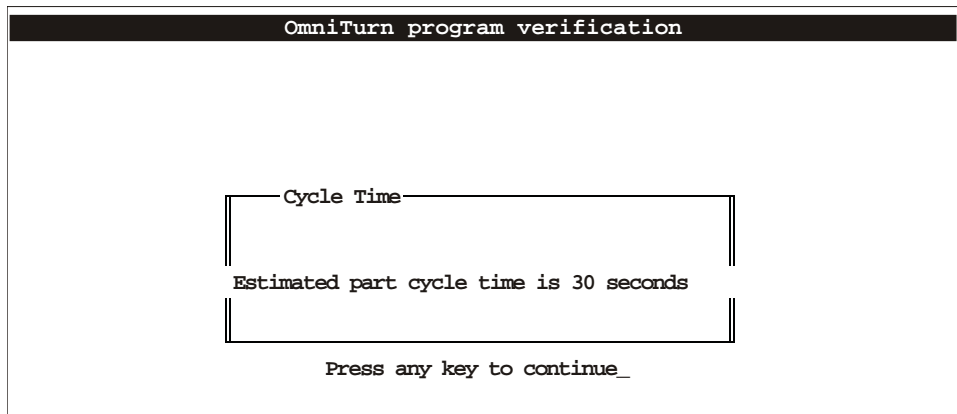 OmniTurn program verification
Cycle Time
Estimated part cycle time is 30 seconds
Press any key to continue_